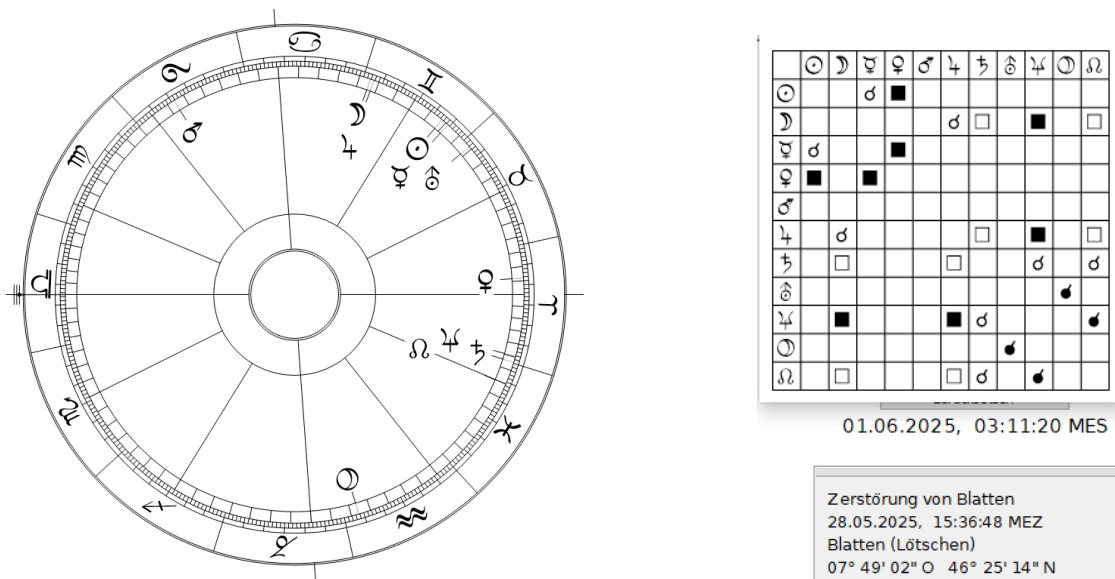 01.06.2025, 03:11:20 MES
Zerstörung von Blatten
28.05.2025, 15:36:48 MEZ
Blatten (Lötschen)
07° 49' 02" O 46° 25' 14" N